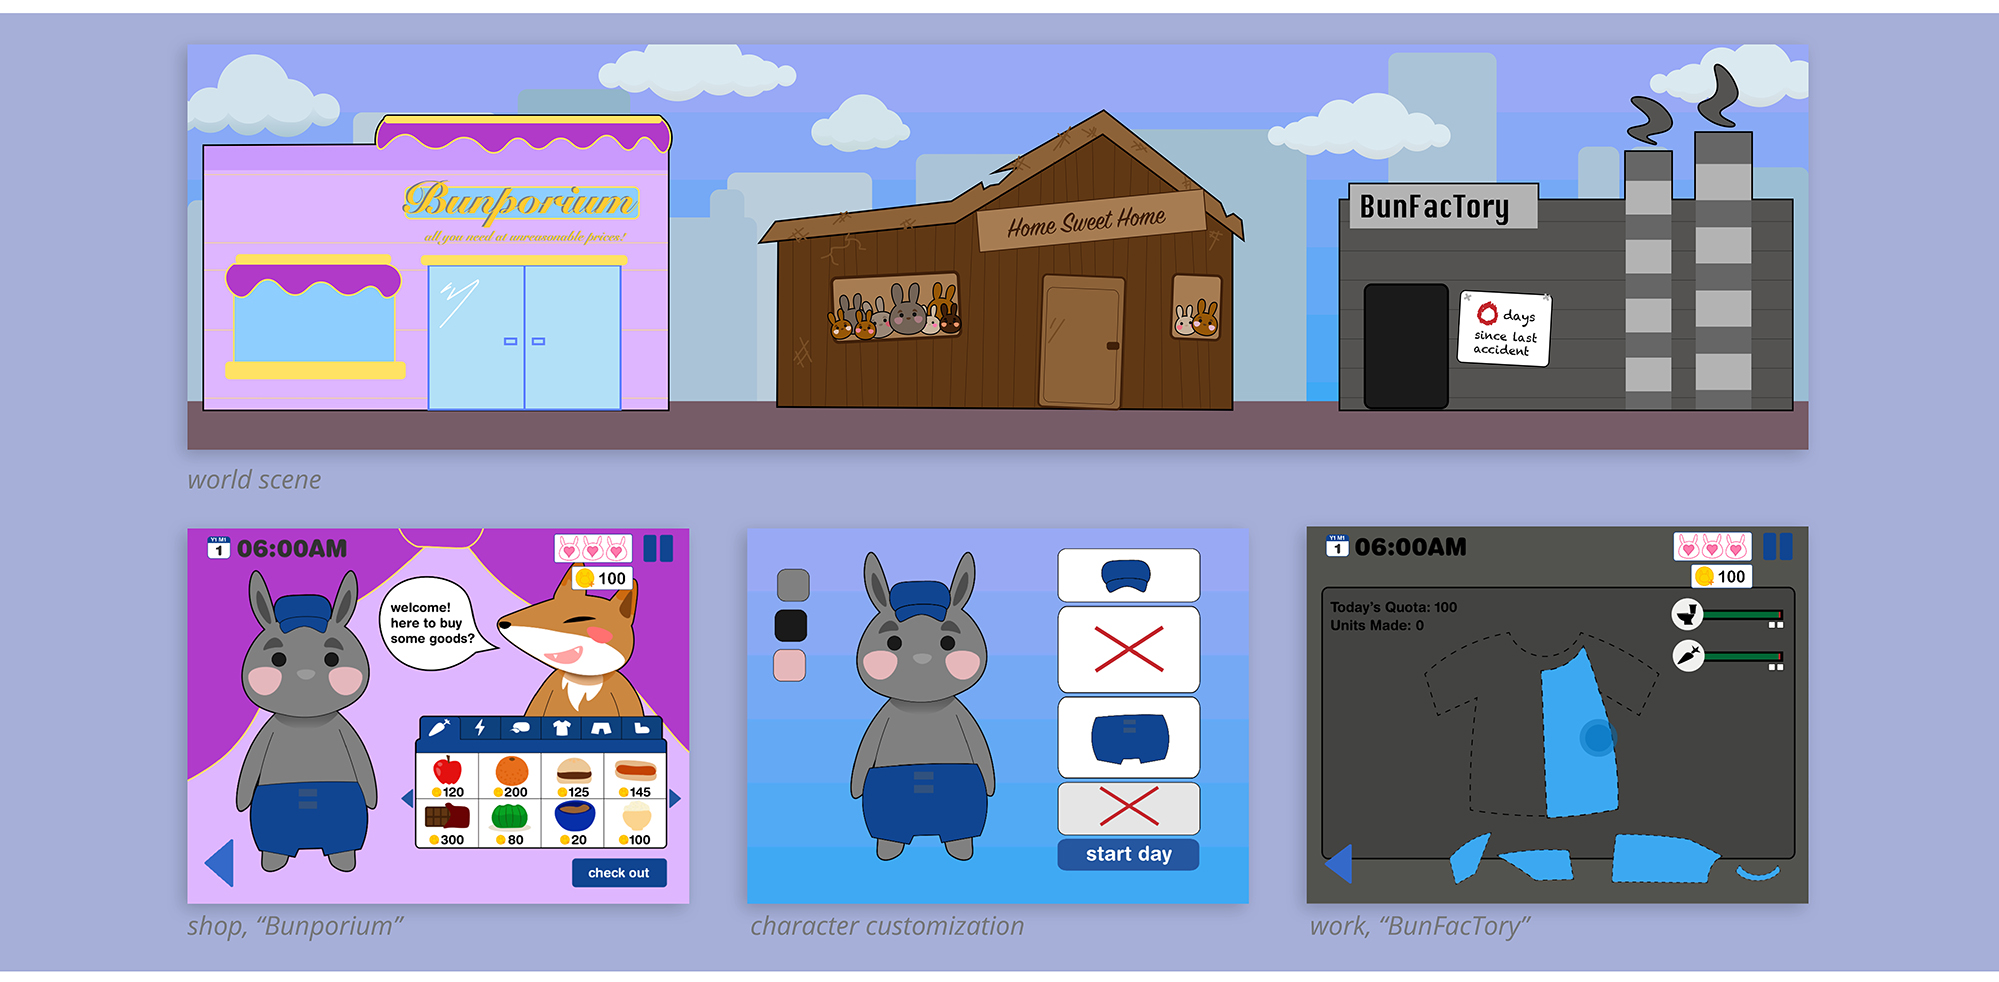 Bunporium
all you need at unreasonable prices!
Home Sweet Home
BunFacTory
0 days
since last
accident
world scene
Y1 M1
1
06:00AM
100
welcome!
here to buy
some goods?
120
200
125
145
300
80
20
100
check out
shop, “Bunporium”
start day
character customization
Y1 M1
1
06:00AM
100
Today's Quota: 100
Units Made: 0
work, “BunFacTory”